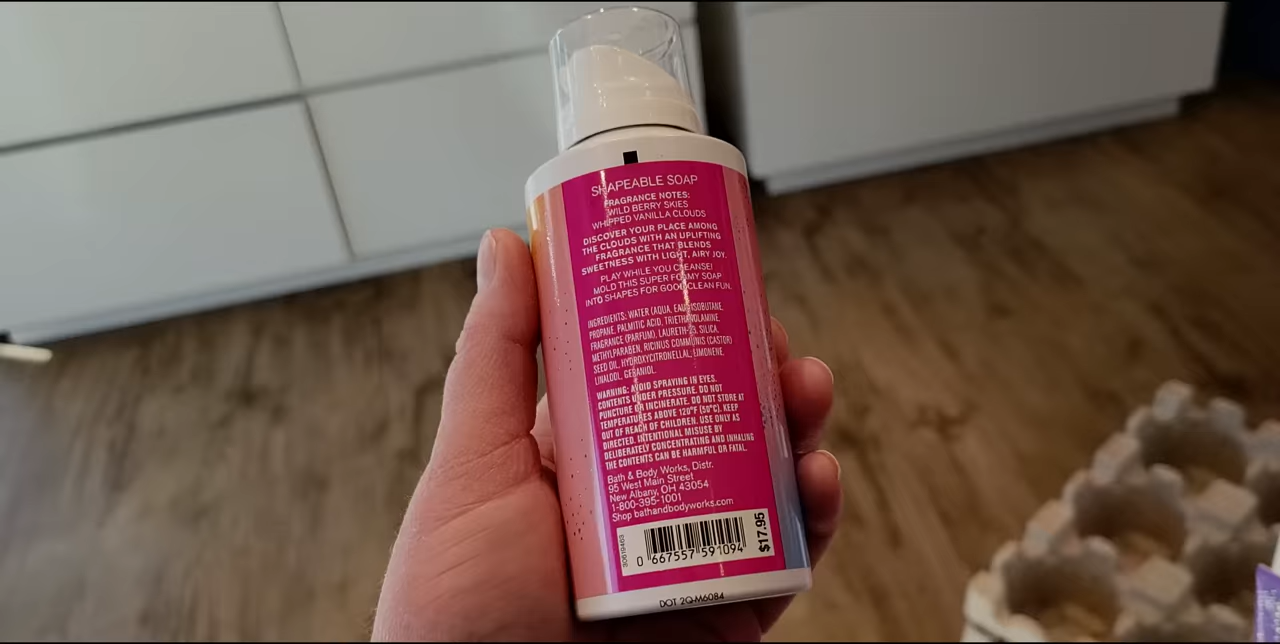 SHAPEABLE SOAP
FRAGRANCE NOTES:
WILD BERRY SKIES
WHIPPED VANILLA CLOUDS
DISCOVER YOUR PLACE AMONG
THE CLOUDS WITH AN UPLIFTING
FRAGRANCE THAT BLENDS
SWEETNESS WITH LIGHT, AIRY JOY.
PLAY WHILE YOU CLEANSE!
MOLD THIS SUPER FOAMY SOAP
INTO SHAPES FOR GOOD CLEAN FUN.
INGREDIENTS: WATER (AQUA, EAU), ISOBUTANE,
PROPANE, PALMITIC ACID, TRIETHANOLAMINE,
FRAGRANCE (PARFUM), LAURETH-23, SILICA,
METHYLPARABEN, RICINUS COMMUNIS (CASTOR)
SEED OIL, HYDROXYCITRONELLAL, LIMONENE,
LINALOOL, GERANIOL.
WARNING: AVOID SPRAYING IN EYES.
CONTENTS UNDER PRESSURE. DO NOT
PUNCTURE OR INCINERATE. DO NOT STORE AT
TEMPERATURES ABOVE 120°F (50°C). KEEP
OUT OF REACH OF CHILDREN. USE ONLY AS
DIRECTED. INTENTIONAL MISUSE BY
DELIBERATELY CONCENTRATING AND INHALING
THE CONTENTS CAN BE HARMFUL OR FATAL.
Bath & Body Works, Distr.
95 West Main Street
New Albany, OH 43054
1-800-395-1001
Shop bathandbodyworks.com
30619463
0 667557 591094
$17.95
DOT 2Q-M6084